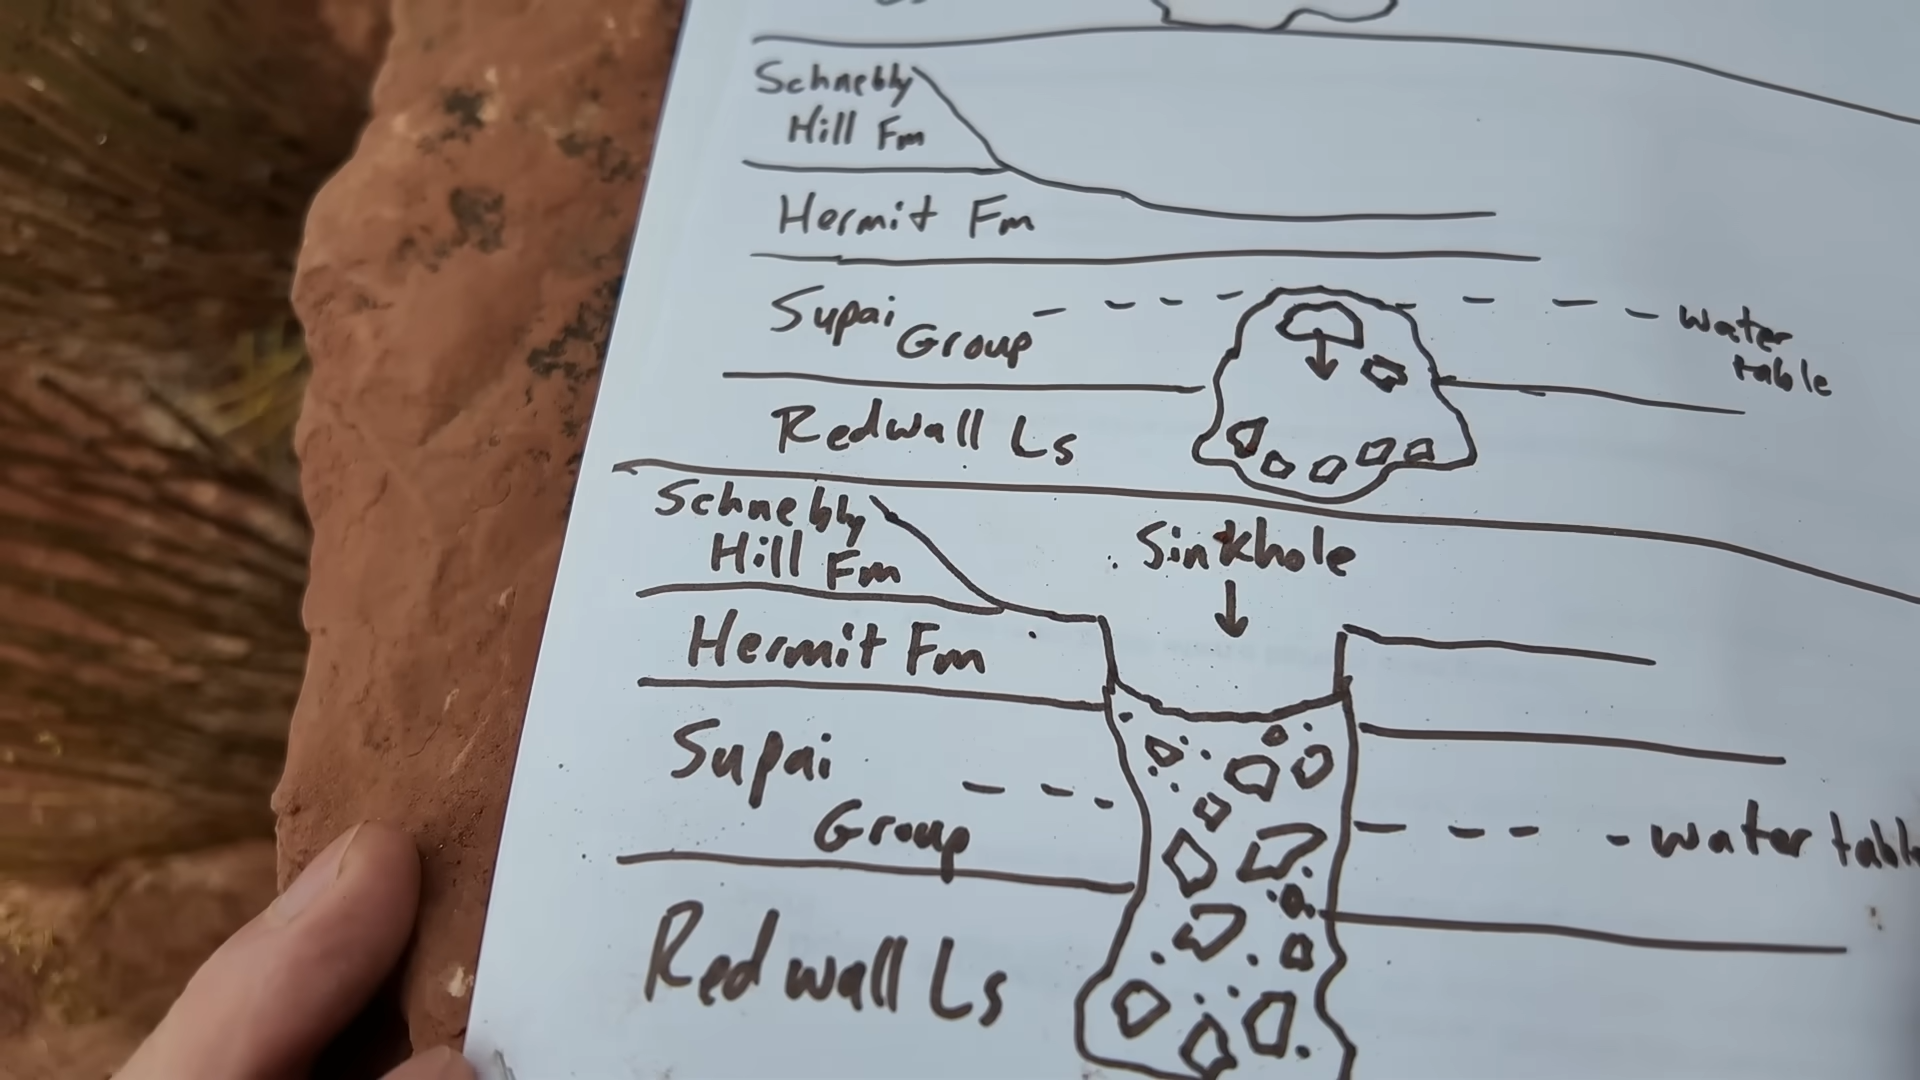 Schnebly
Hill Fm
Hermit Fm
Supai
Group
water
table
Redwall Ls
Schnebly
Hill Fm
Sinkhole
Hermit Fm
Supai
Group
water tabl
Redwall Ls